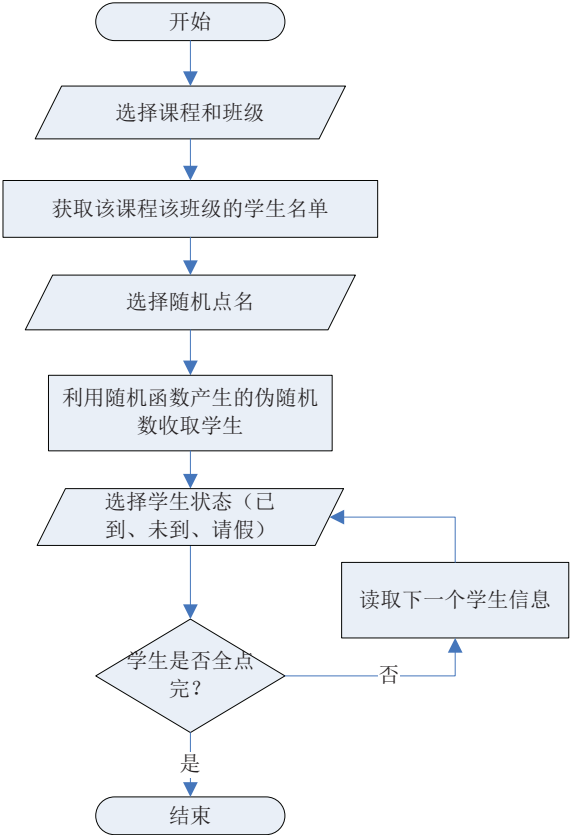 开始
选择课程和班级
获取该课程该班级的学生名单
选择随机点名
利用随机函数产生的伪随机
数收取学生
选择学生状态（已
到、未到、请假）
读取下一个学生信息
学生是否全点
完？
否
是
结束